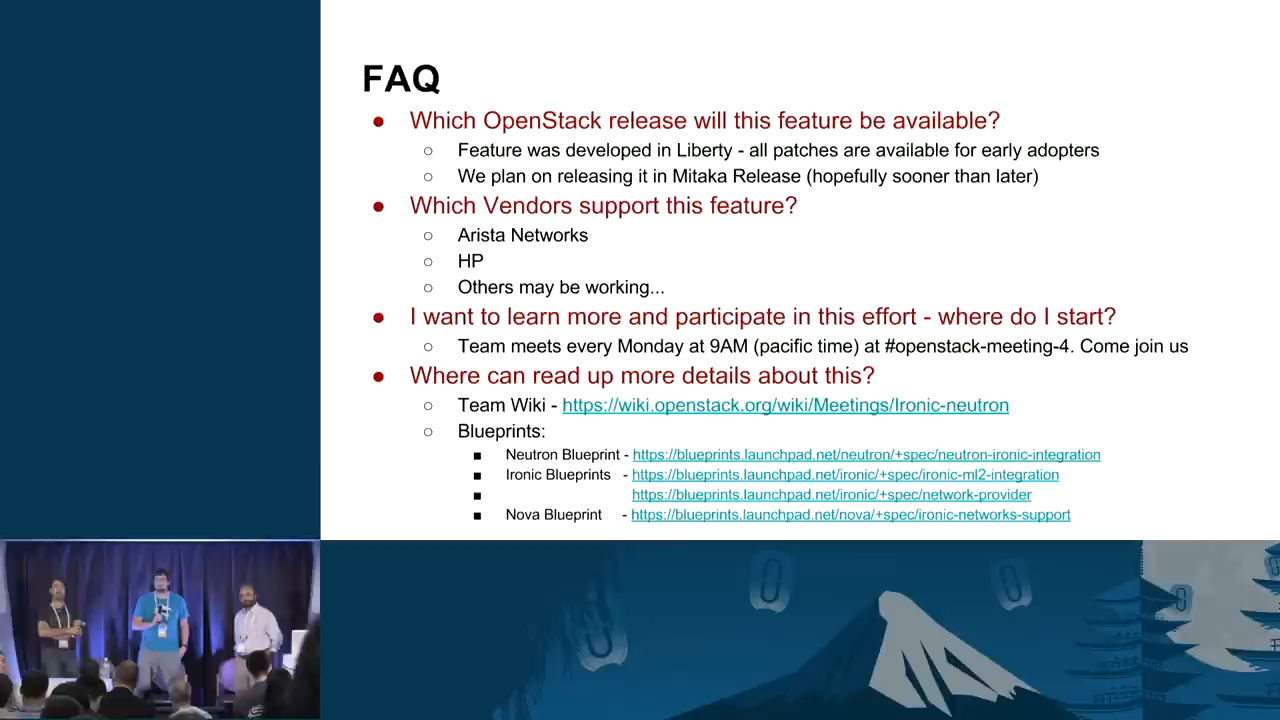 FAQ
● Which OpenStack release will this feature be available?
○ Feature was developed in Liberty - all patches are available for early adopters
○ We plan on releasing it in Mitaka Release (hopefully sooner than later)
● Which Vendors support this feature?
○ Arista Networks
○ HP
○ Others may be working...
● I want to learn more and participate in this effort - where do I start?
○ Team meets every Monday at 9AM (pacific time) at #openstack-meeting-4. Come join us
● Where can read up more details about this?
○ Team Wiki - https://wiki.openstack.org/wiki/Meetings/Ironic-neutron
○ Blueprints:
■ Neutron Blueprint - https://blueprints.launchpad.net/neutron/+spec/neutron-ironic-integration
■ Ironic Blueprints - https://blueprints.launchpad.net/ironic/+spec/ironic-ml2-integration
■ https://blueprints.launchpad.net/ironic/+spec/network-provider
■ Nova Blueprint - https://blueprints.launchpad.net/nova/+spec/ironic-networks-support